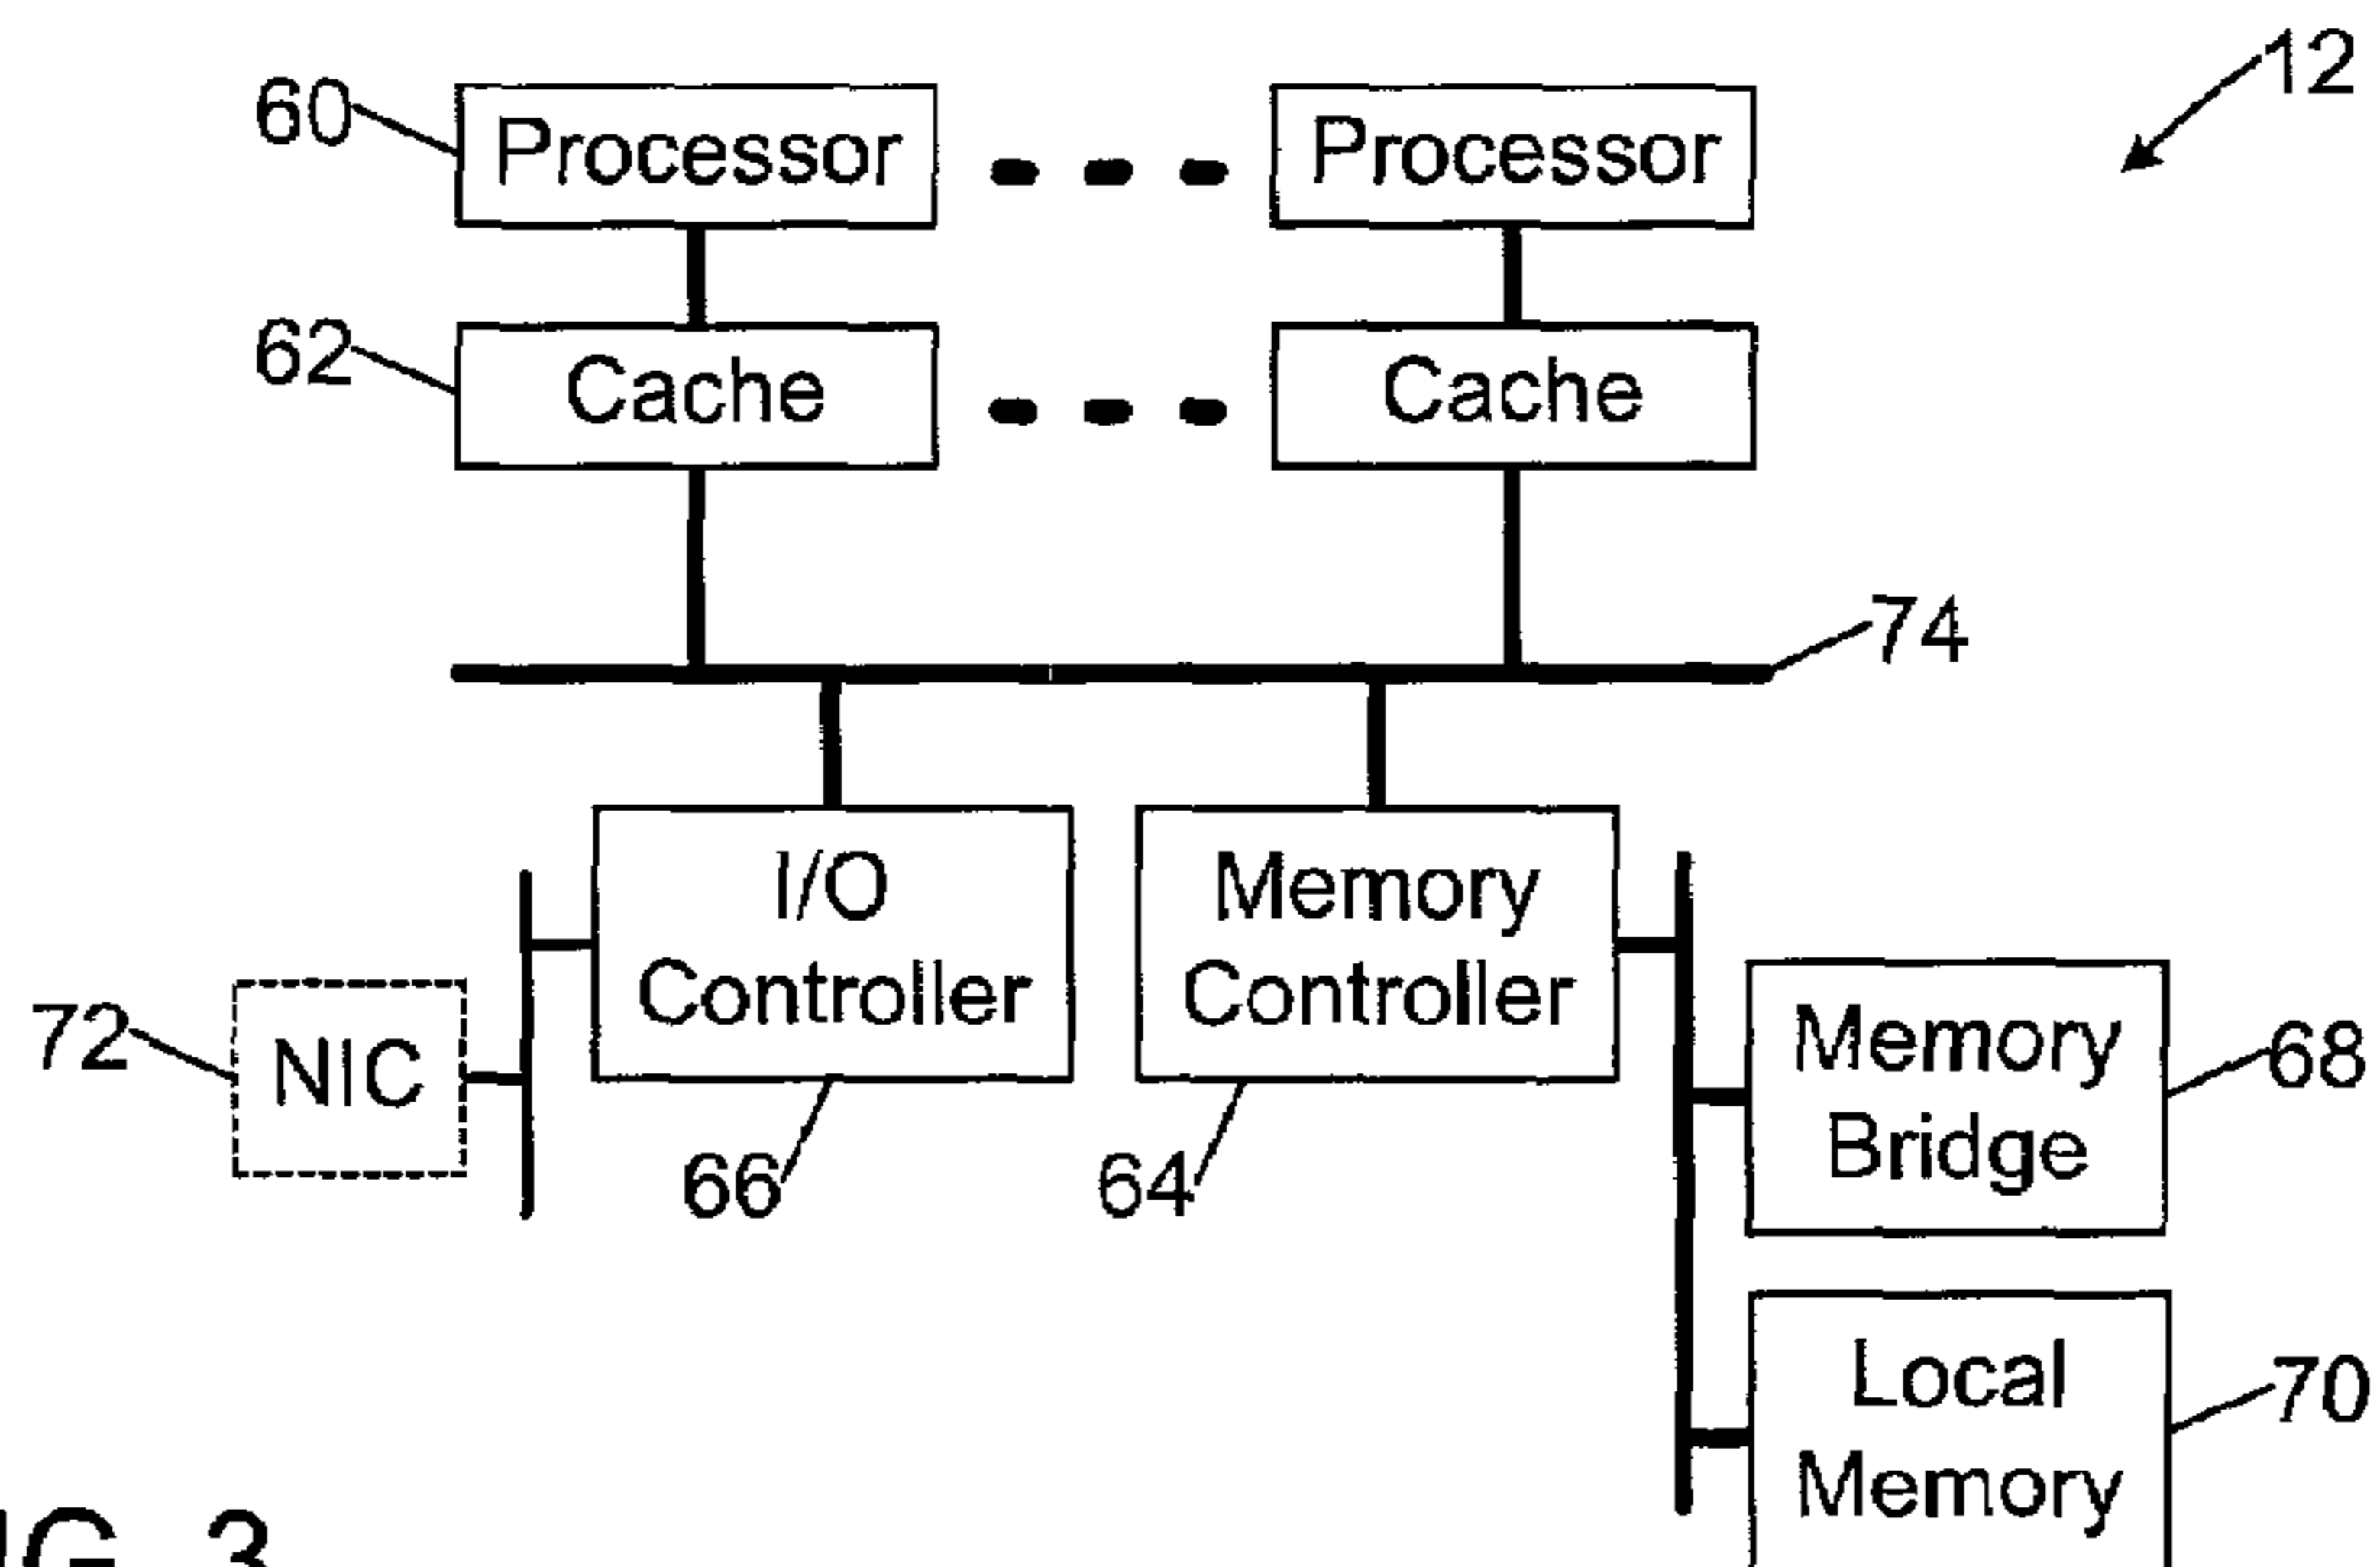 12
60 Processor Processor
62 Cache Cache
74
I/O Controller
Memory Controller
72 NIC
Memory Bridge 68
66 64
Local Memory 70
3